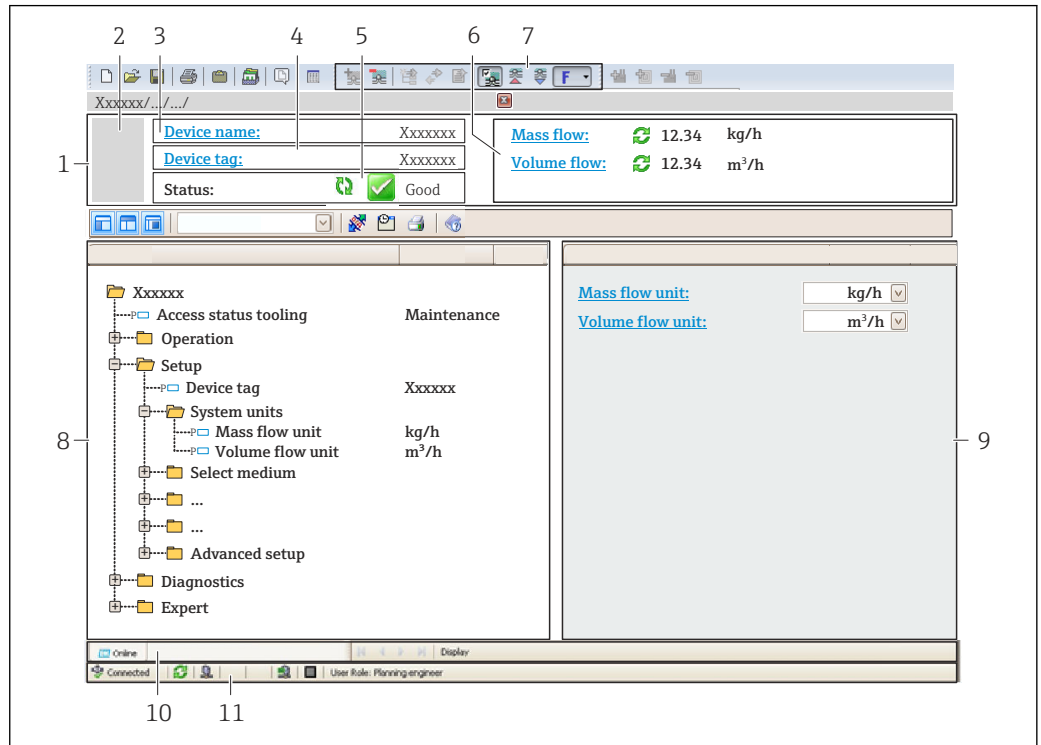 2 3 4 5 6 7
F
Xxxxxx/.../.../
1
Device name: Xxxxxxx
Device tag: Xxxxxxx
Status: Good
Mass flow: 12.34 kg/h
Volume flow: 12.34 m³/h
Xxxxxx
Access status tooling Maintenance
Operation
Setup
Device tag Xxxxxx
System units
Mass flow unit kg/h
Volume flow unit m³/h
Select medium
...
...
Advanced setup
Diagnostics
Expert
Mass flow unit: kg/h
Volume flow unit: m³/h
8
9
Online Display
Connected User Role: Planning engineer
10 11